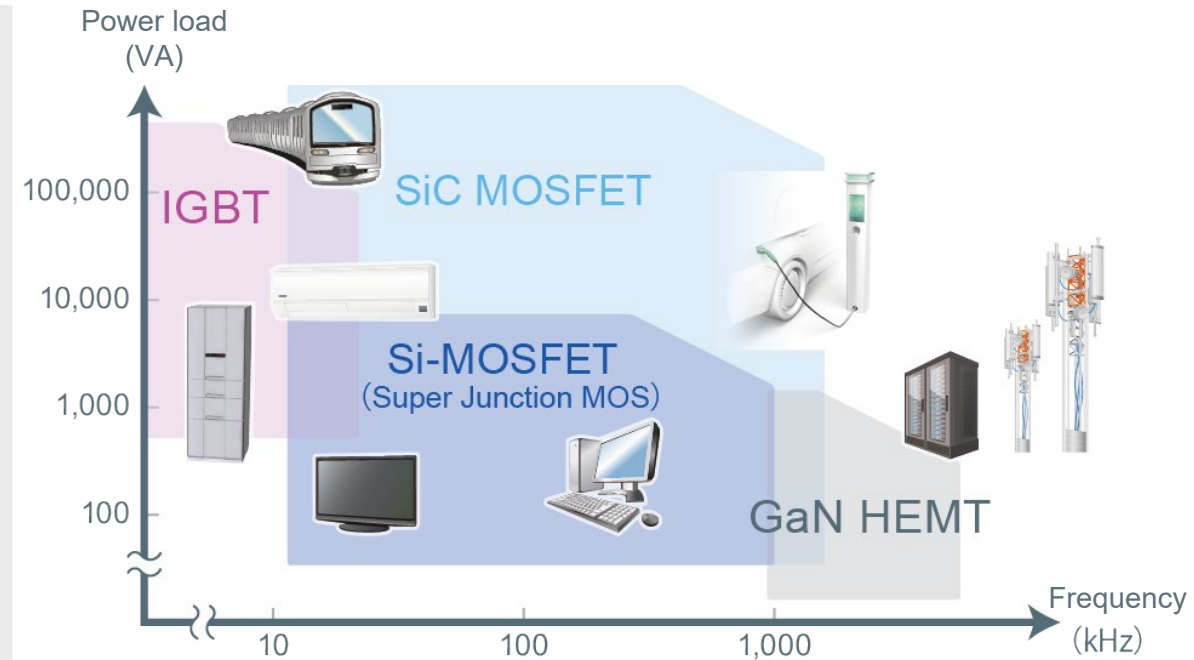 Power load
(VA)
100,000
10,000
1,000
100
IGBT
SiC MOSFET
Si-MOSFET
(Super Junction MOS)
GaN HEMT
10
100
1,000
Frequency
(kHz)